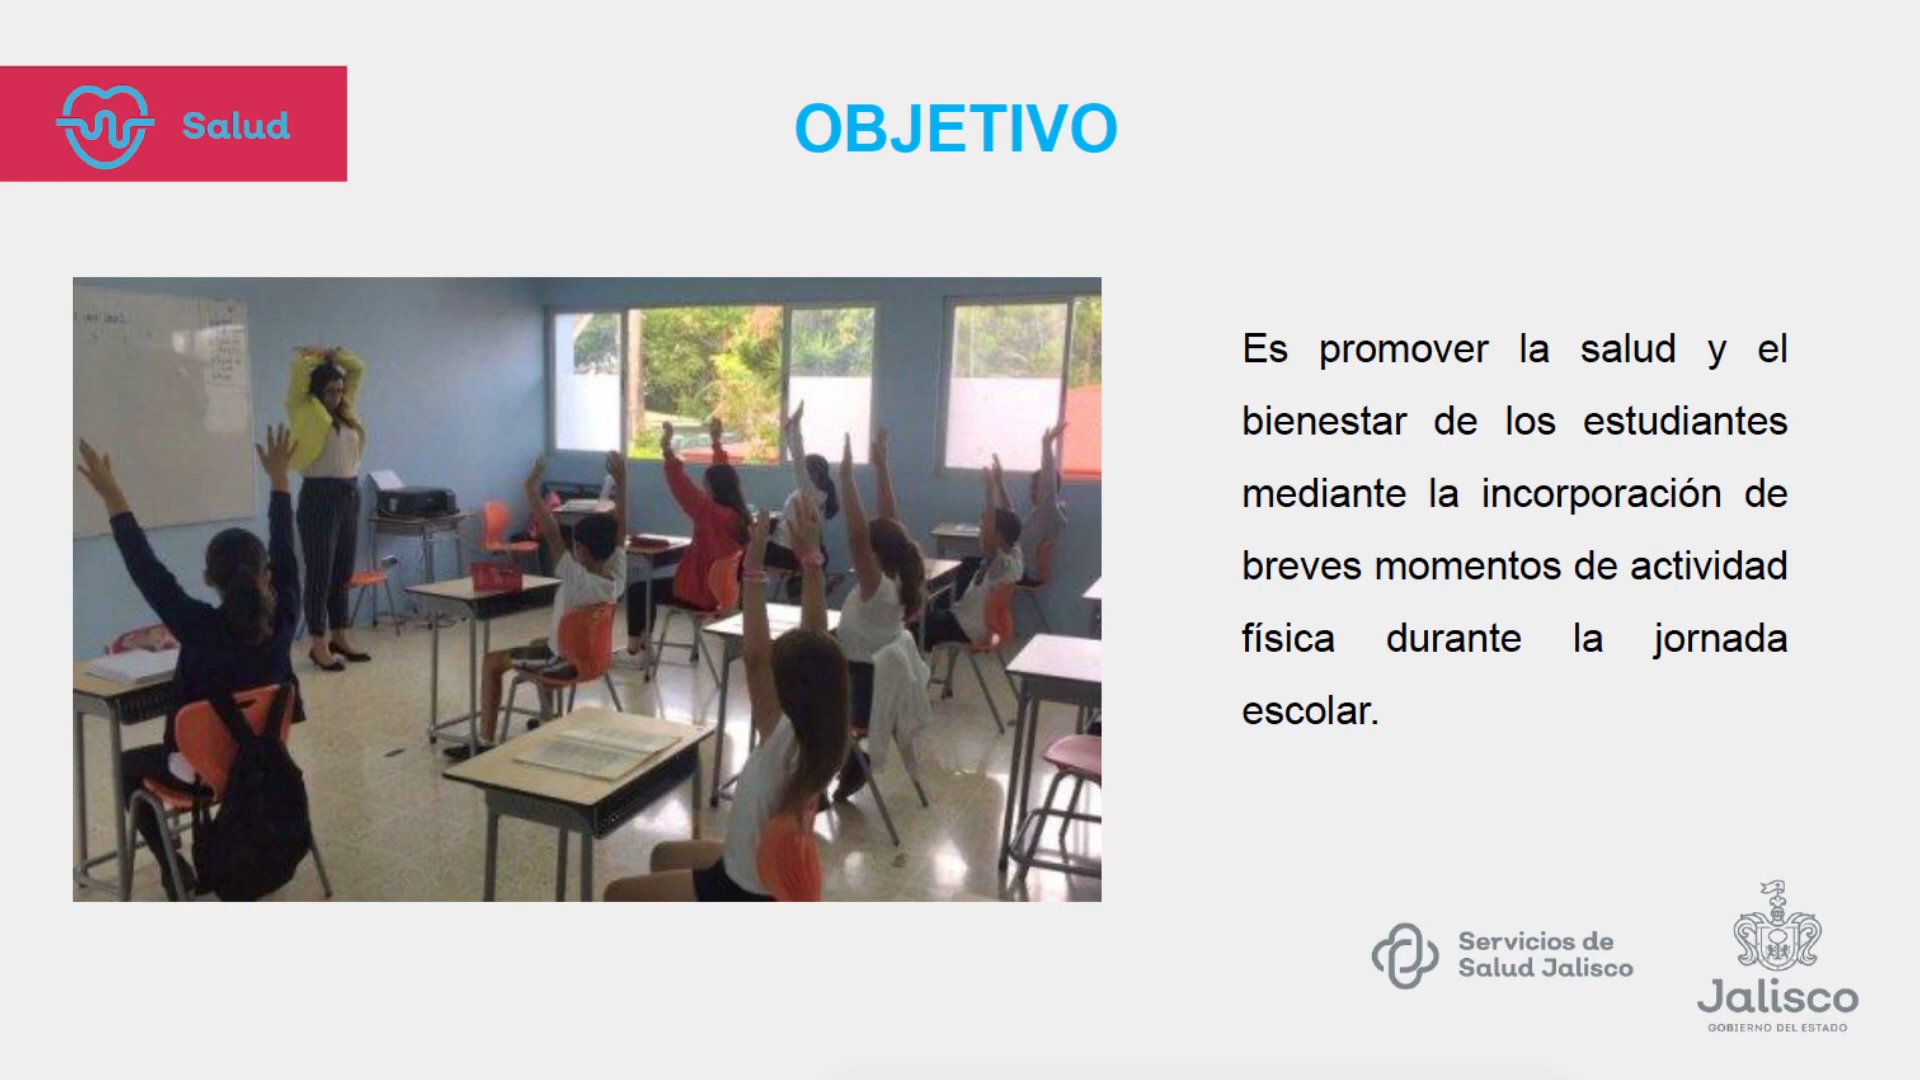 Salud
OBJETIVO
Es promover la salud y el
bienestar de los estudiantes
mediante la incorporación de
breves momentos de actividad
física durante la jornada
escolar.
Servicios de
Salud Jalisco
Jalisco
GOBIERNO DEL ESTADO